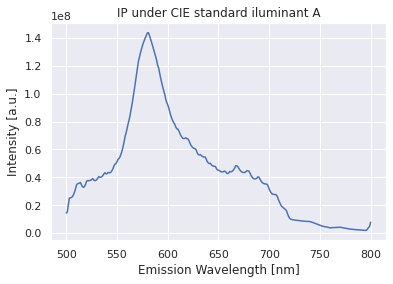 IP under CIE standard iluminant A
1e8
Intensity [a.u.]
1.4
1.2
1.0
0.8
0.6
0.4
0.2
0.0
500 550 600 650 700 750 800
Emission Wavelength [nm]